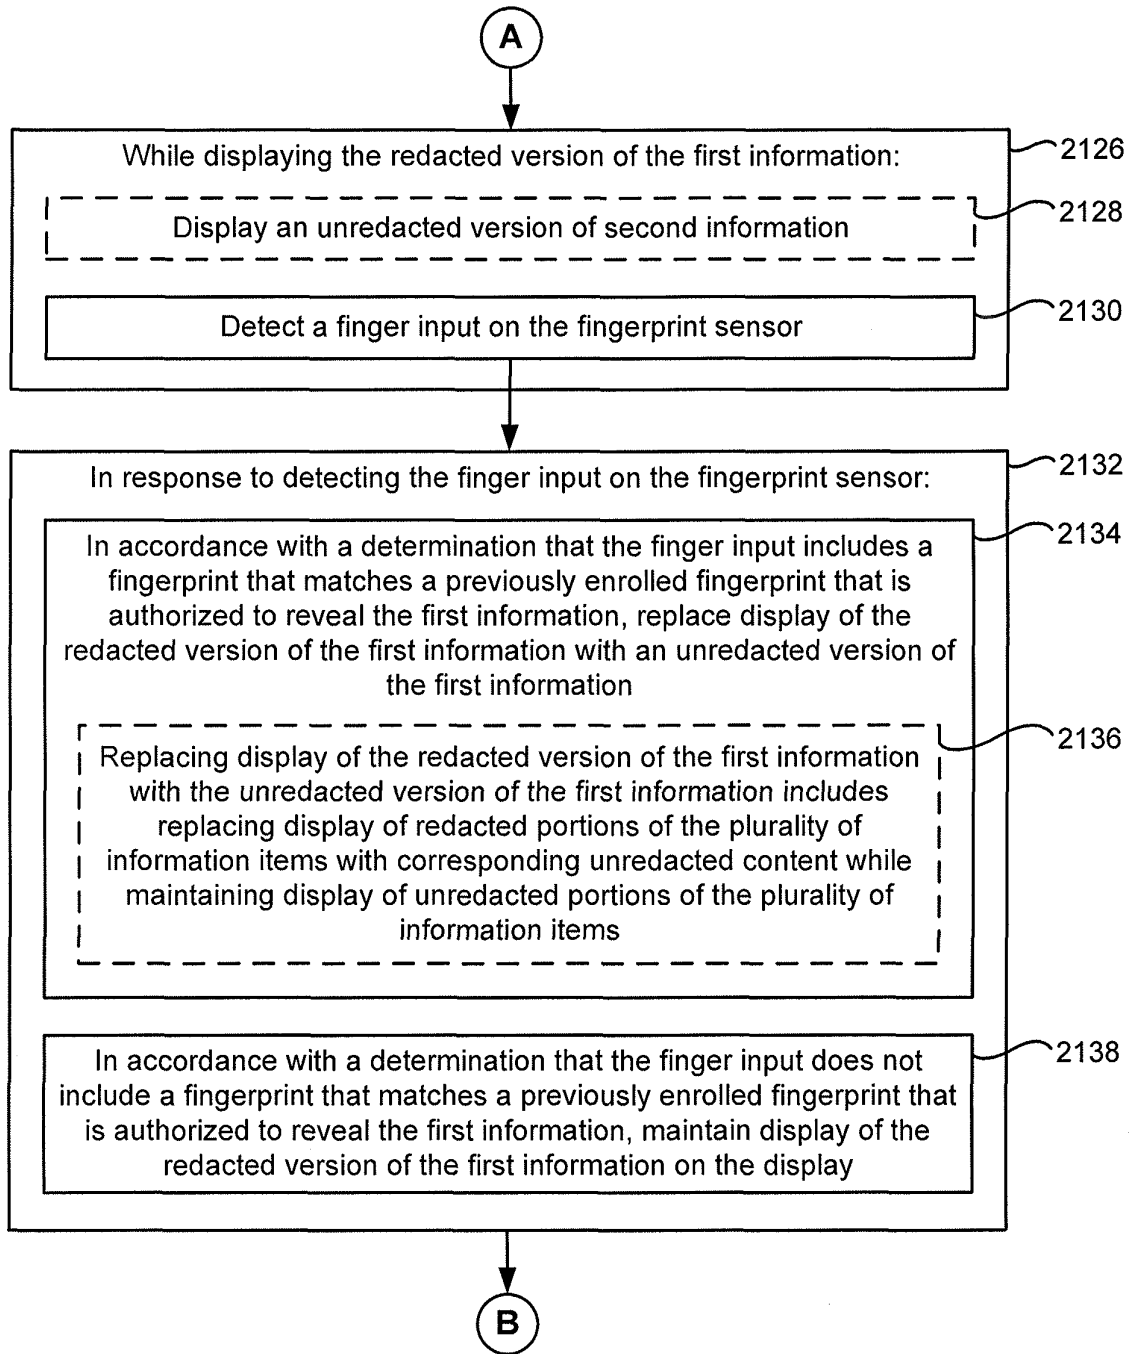 A
While displaying the redacted version of the first information:
2126
Display an unredacted version of second information
2128
Detect a finger input on the fingerprint sensor
2130
In response to detecting the finger input on the fingerprint sensor:
2132
In accordance with a determination that the finger input includes a
fingerprint that matches a previously enrolled fingerprint that is
authorized to reveal the first information, replace display of the
redacted version of the first information with an unredacted version of
the first information
2134
Replacing display of the redacted version of the first information
with the unredacted version of the first information includes
replacing display of redacted portions of the plurality of
information items with corresponding unredacted content while
maintaining display of unredacted portions of the plurality of
information items
2136
In accordance with a determination that the finger input does not
include a fingerprint that matches a previously enrolled fingerprint that
is authorized to reveal the first information, maintain display of the
redacted version of the first information on the display
2138
B